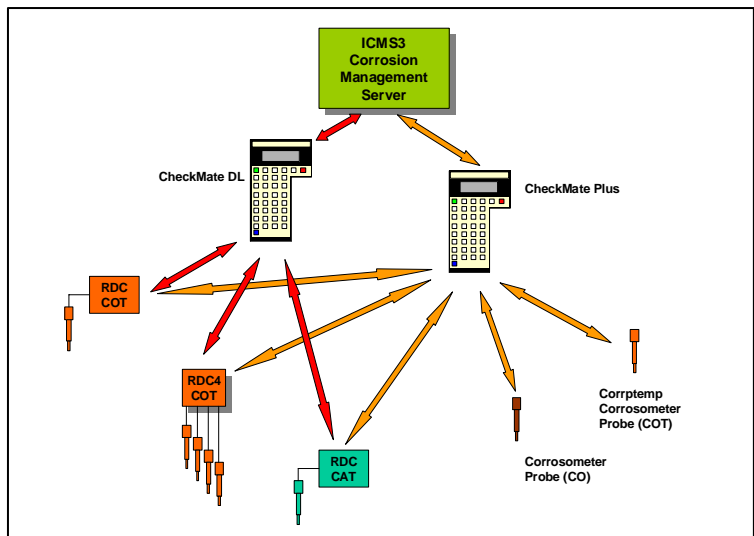 ICMS3
Corrosion
Management
Server
CheckMate DL
CheckMate Plus
RDC
COT
RDC4
COT
RDC
CAT
Corrosometer
Probe (CO)
Corrptemp
Corrosometer
Probe (COT)